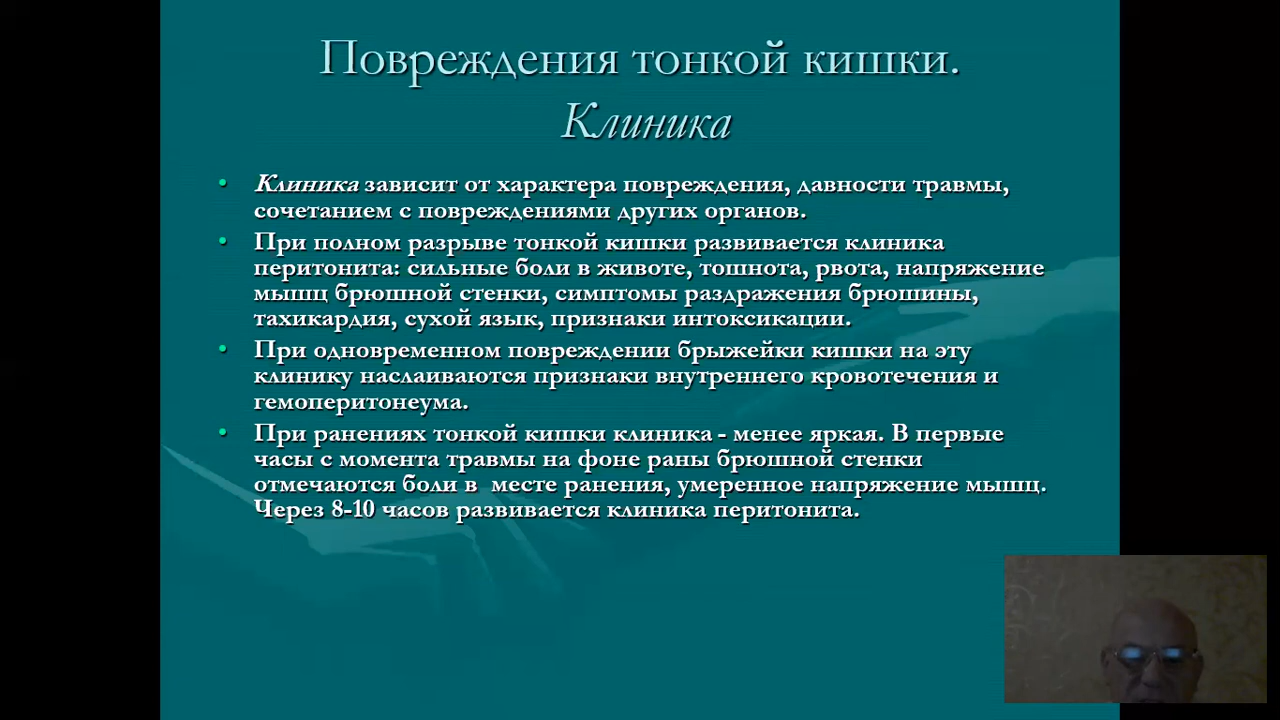 Повреждения тонкой кишки.
Клиника
• Клиника зависит от характера повреждения, давности травмы,
сочетанием с повреждениями других органов.
• При полном разрыве тонкой кишки развивается клиника
перитонита: сильные боли в животе, тошнота, рвота, напряжение
мышц брюшной стенки, симптомы раздражения брюшины,
тахикардия, сухой язык, признаки интоксикации.
• При одновременном повреждении брыжейки кишки на эту
клинику наслаиваются признаки внутреннего кровотечения и
гемоперитонеума.
• При ранениях тонкой кишки клиника - менее яркая. В первые
часы с момента травмы на фоне раны брюшной стенки
отмечаются боли в  месте ранения, умеренное напряжение мышц.
Через 8-10 часов развивается клиника перитонита.